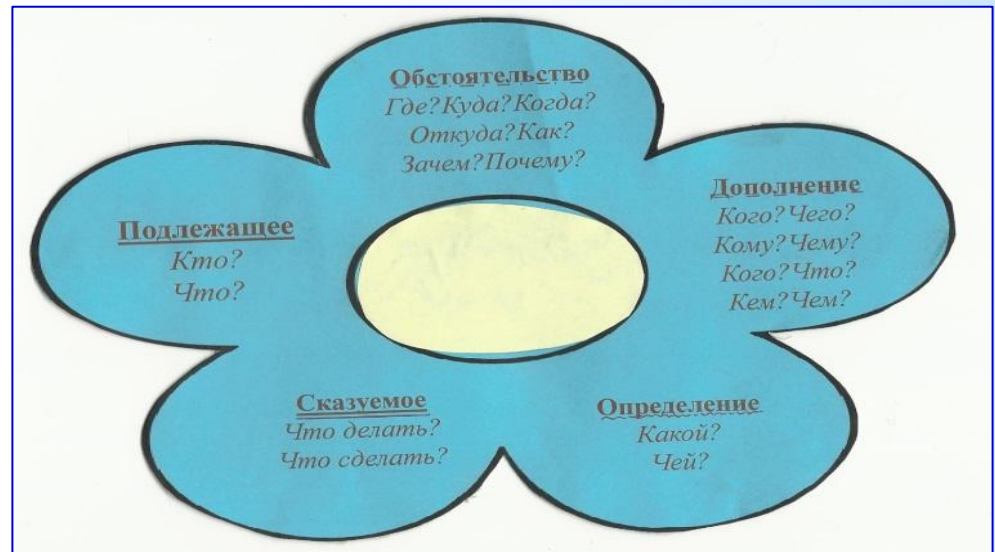 Обстоятельство
Где? Куда? Когда?
Откуда? Как?
Зачем? Почему?
Подлежащее
Кто?
Что?
Дополнение
Кого? Чего?
Кому? Чему?
Кого? Что?
Кем? Чем?
Сказуемое
Что делать?
Что сделать?
Определение
Какой?
Чей?